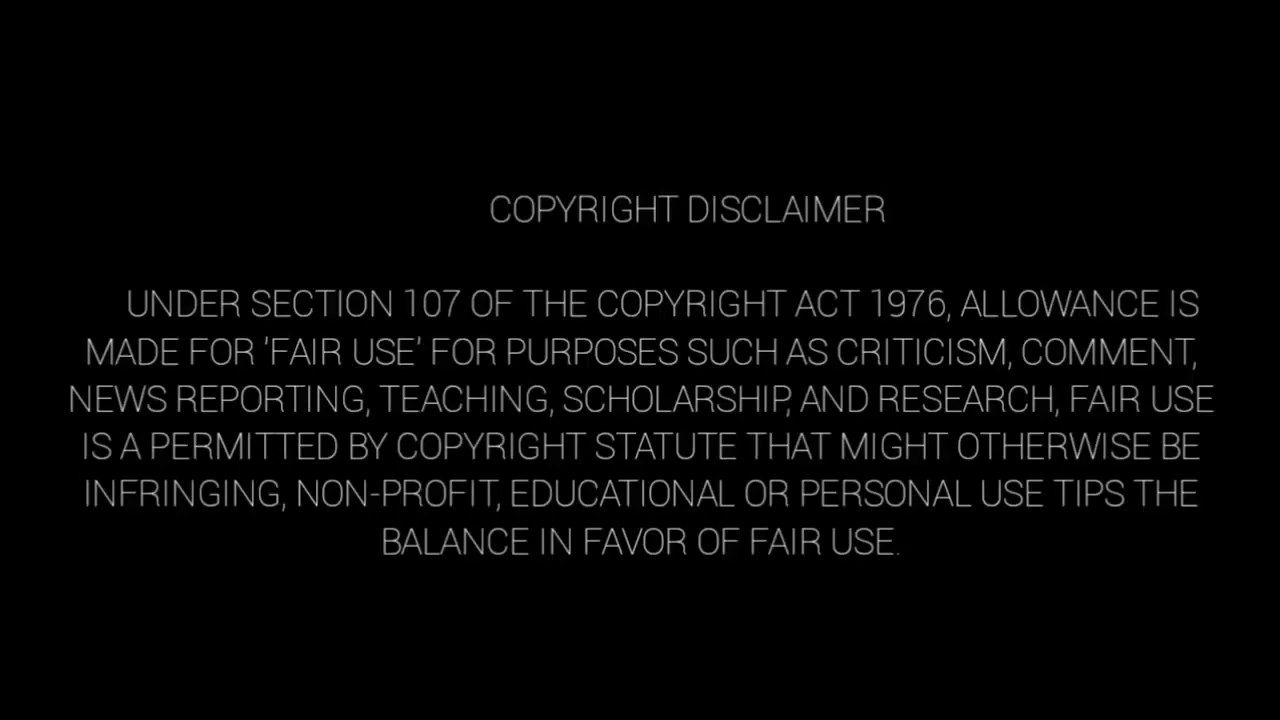 COPYRIGHT DISCLAIMER
UNDER SECTION 107 OF THE COPYRIGHT ACT 1976, ALLOWANCE IS
MADE FOR 'FAIR USE' FOR PURPOSES SUCH AS CRITICISM, COMMENT,
NEWS REPORTING, TEACHING, SCHOLARSHIP, AND RESEARCH, FAIR USE
IS A PERMITTED BY COPYRIGHT STATUTE THAT MIGHT OTHERWISE BE
INFRINGING, NON-PROFIT, EDUCATIONAL OR PERSONAL USE TIPS THE
BALANCE IN FAVOR OF FAIR USE.